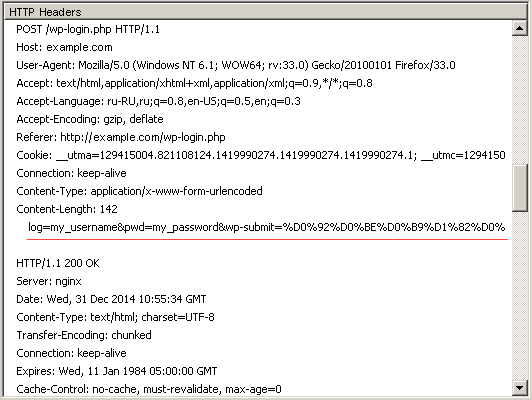 HTTP Headers
POST /wp-login.php HTTP/1.1
Host: example.com
User-Agent: Mozilla/5.0 (Windows NT 6.1; WOW64; rv:33.0) Gecko/20100101 Firefox/33.0
Accept: text/html,application/xhtml+xml,application/xml;q=0.9,*/*;q=0.8
Accept-Language: ru-RU,ru;q=0.8,en-US;q=0.5,en;q=0.3
Accept-Encoding: gzip, deflate
Referer: http://example.com/wp-login.php
Cookie: __utma=129415004.821108124.1419990274.1419990274.1419990274.1; __utmc=1294150
Connection: keep-alive
Content-Type: application/x-www-form-urlencoded
Content-Length: 142
log=my_username&pwd=my_password&wp-submit=%D0%92%D0%BE%D0%B9%D1%82%D0%
HTTP/1.1 200 OK
Server: nginx
Date: Wed, 31 Dec 2014 10:55:34 GMT
Content-Type: text/html; charset=UTF-8
Transfer-Encoding: chunked
Connection: keep-alive
Expires: Wed, 11 Jan 1984 05:00:00 GMT
Cache-Control: no-cache, must-revalidate, max-age=0